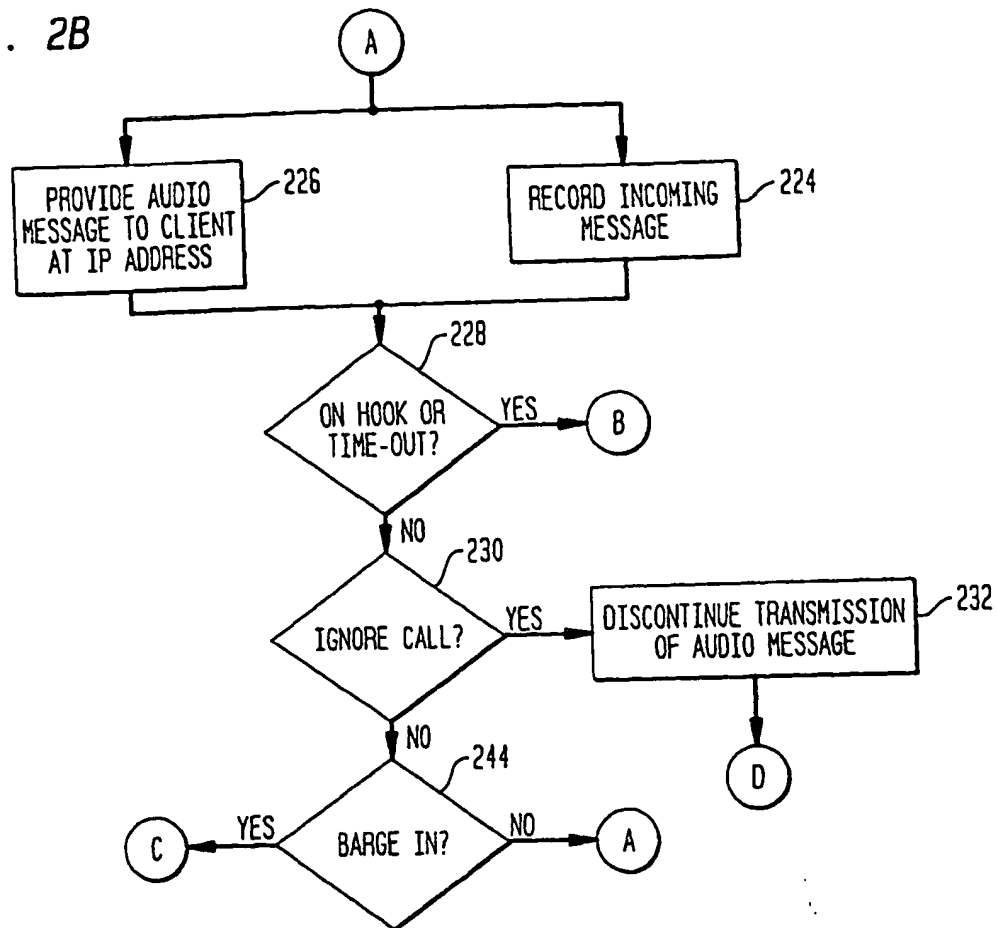 . 2B
A
PROVIDE AUDIO
MESSAGE TO CLIENT
AT IP ADDRESS
226
RECORD INCOMING
MESSAGE
224
228
ON HOOK OR
TIME-OUT?
YES
B
NO
230
IGNORE CALL?
YES
DISCONTINUE TRANSMISSION
OF AUDIO MESSAGE
232
NO
D
244
BARGE IN?
YES
C
NO
A